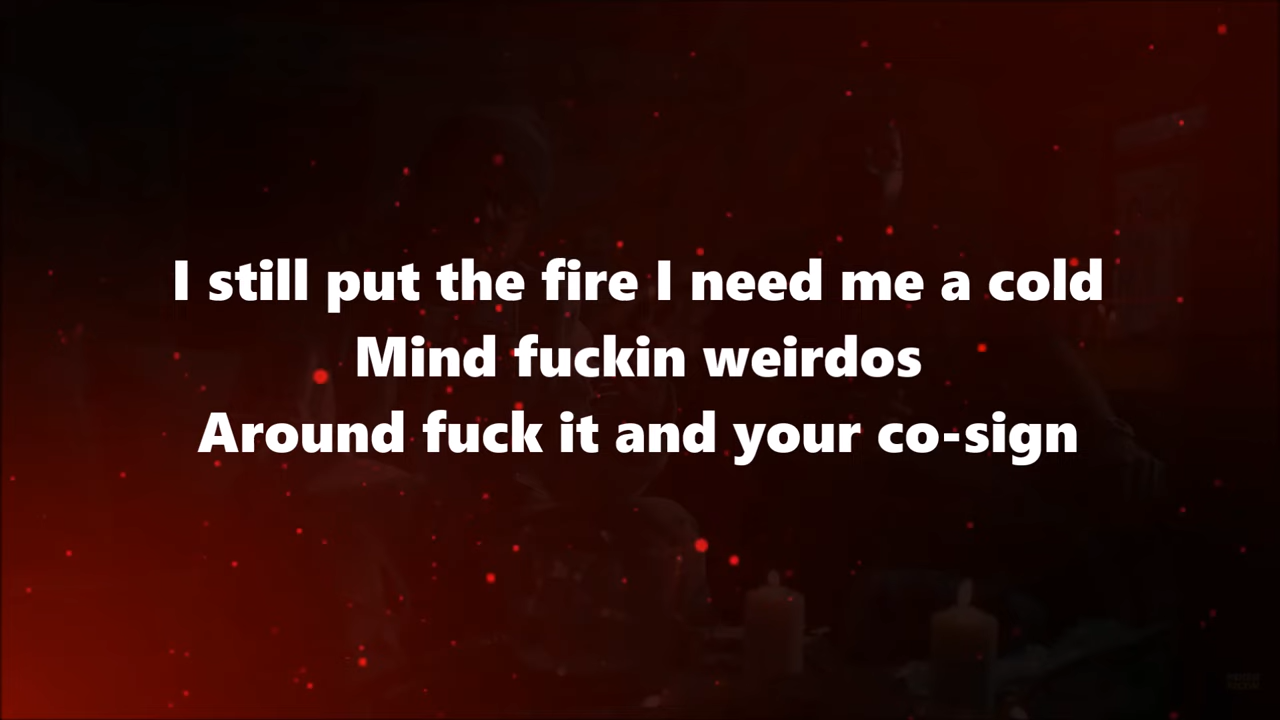 I still put the fire I need me a cold
Mind fuckin weirdos
Around fuck it and your co-sign